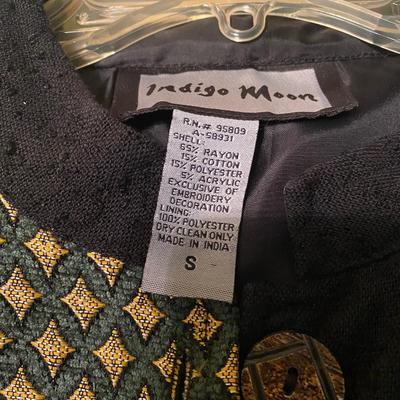 Indigo Moon
R.N.# 95809
A-58931
SHELL:
65% RAYON
15% COTTON
15% POLYESTER
5% ACRYLIC
EXCLUSIVE OF
EMBROIDERY
DECORATION
LINING:
100% POLYESTER
DRY CLEAN ONLY
MADE IN INDIA
S